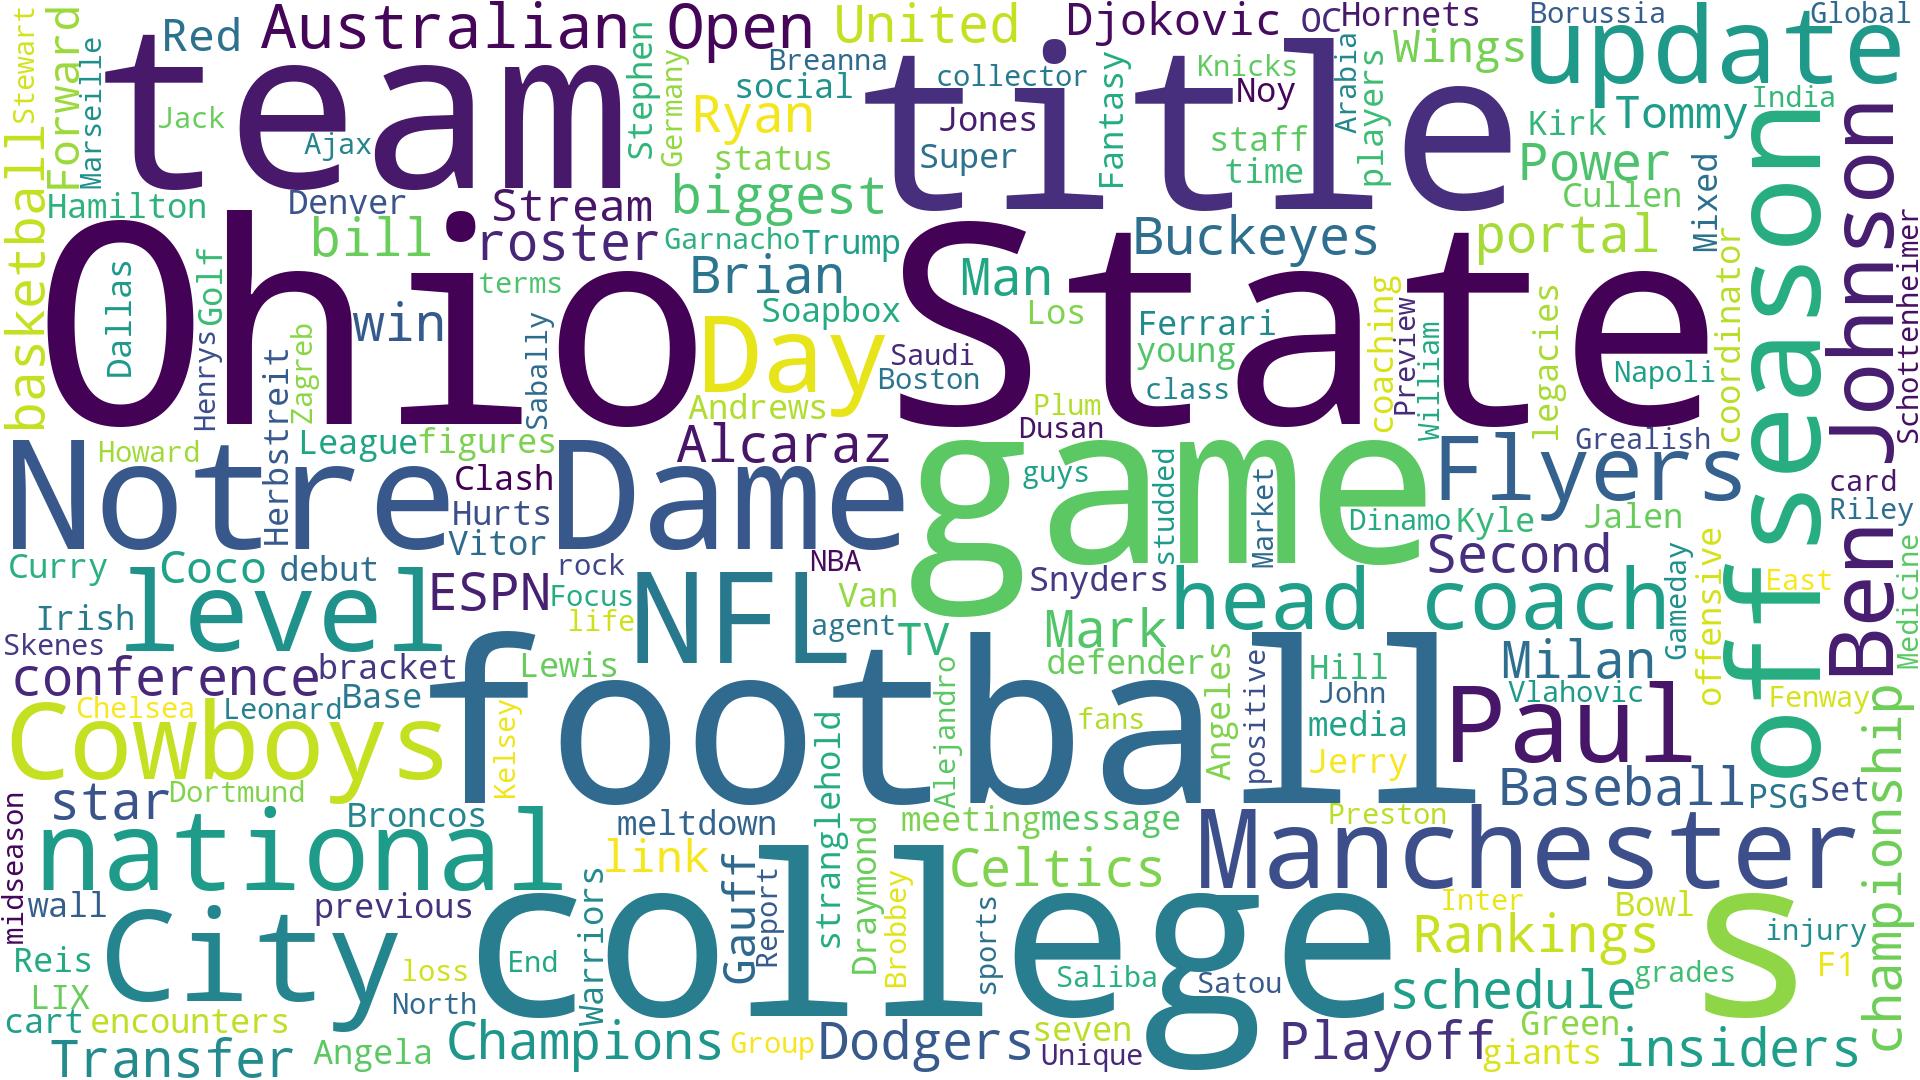 Stewart
Forward
Marseille
Red
Australian
Open
United
Djokovic
OC
Hornets
Borussia
Global
team
title
update
Stephen
Germany
Breanna
social
collector
Fantasy
Knicks
Noy
Arabia
players
Wings
Kirk
Tommy
India
Jack
Ajax
Ryan
Jones
status
Super
staff
time
Power
Cullen
Mixed
offseason
Johnson
basketball
Hamilton
Denver
Stream
biggest
Buckeyes
portal
bill
roster
Garnacho
Trump
Golf
Dallas
Ohio State
terms
Brian
Man
coordinator
Schottenheimer
win
Soapbox
Los
Ferrari
coaching
Preview
William
legacies
Henrys
Herbstreit
Zagreb
Sabally
Day
Saudi
Boston
young
class
Napoli
Andrews
Plum
Dusan
Notre Dame
Howard
League
figures
Alcaraz
game
guys
studded
Market
Flyers
Grealish
card
Riley
Clash
Hurts
Vitor
Dinamo
Kyle
Jalen
Ben
Curry
Coco
debut
ESPN
rock
NBA
Snyders
Second
Gameday
offensive
East
Medicine
level
Focus
life
NFL
Van
agent
TV
Mark
head coach
Irish
Skenes
conference
bracket
Lewis
defender
Angeles
positive
Hill
Milan
Chelsea
Leonard
Base
football
Alejandro
fans
John
media
Jerry
Paul
Vlahovic
Fenway
championship
Cowboys
Kelsey
stranglehold
Baseball
PSG
Set
star
Dortmund
Broncos
meltdown
meeting
message
Preston
midseason
national
link
Draymond
Celtics
Manchester
wall
previous
Warriors
college
Gauff
Report
Brobbey
sports
Inter
Bowl
s
Reis
City
loss
End
Saliba
Satou
Rankings
injury
LIX
North
schedule
grades
F1
cart
encounters
Champions
Group
Dodgers
seven
Playoff
Green
Transfer
Angela
Unique
giants
insiders